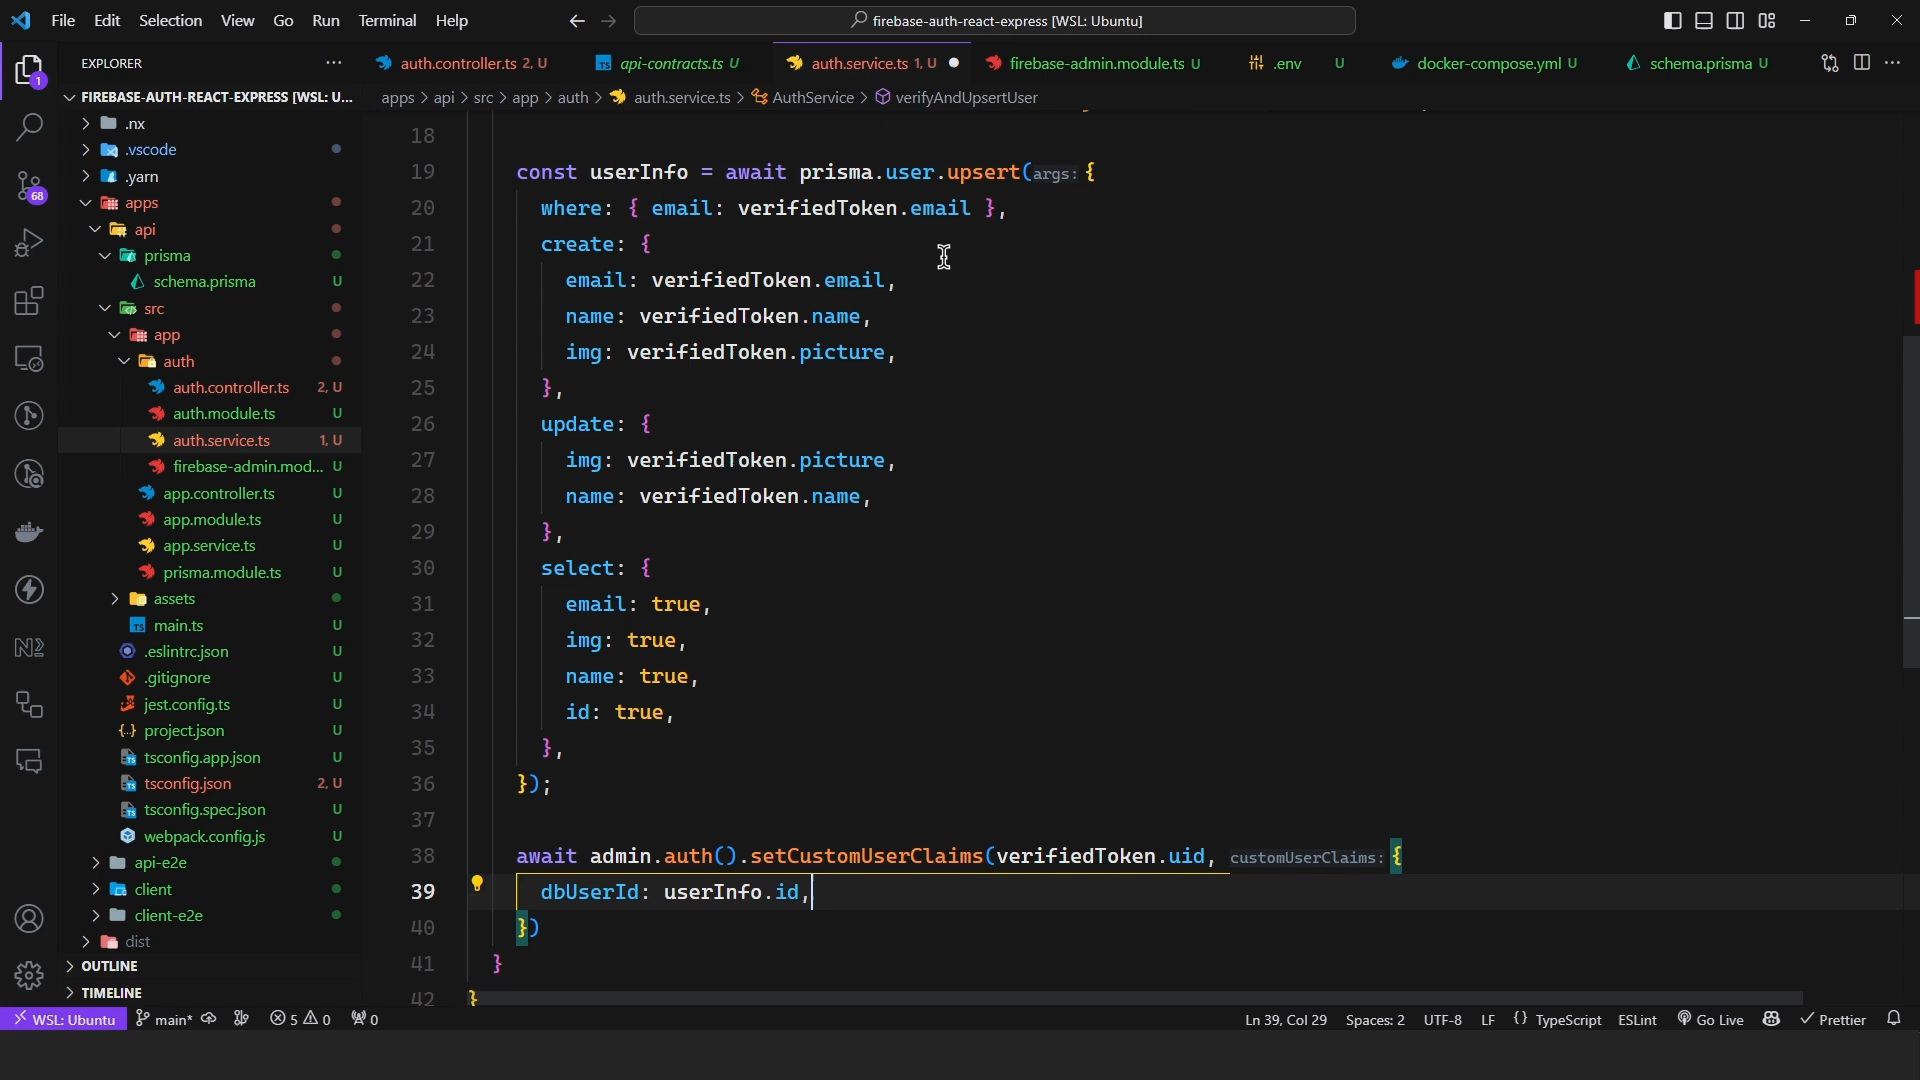 File Edit Selection View Go Run Terminal Help
firebase-auth-react-express [WSL: Ubuntu]
EXPLORER
auth.controller.ts 2, U
api-contracts.ts U
auth.service.ts 1, U
firebase-admin.module.ts U
.env U
docker-compose.yml U
schema.prisma U
FIREBASE-AUTH-REACT-EXPRESS [WSL: U...
apps > api > src > app > auth > auth.service.ts > AuthService > verifyAndUpsertUser
1
68
.nx
.vscode
.yarn
apps
api
prisma
schema.prisma U
src
app
auth
auth.controller.ts 2, U
auth.module.ts U
auth.service.ts 1, U
firebase-admin.mod... U
app.controller.ts U
app.module.ts U
app.service.ts U
prisma.module.ts U
assets
main.ts U
.eslintrc.json U
.gitignore U
jest.config.ts U
project.json U
tsconfig.app.json U
tsconfig.json 2, U
tsconfig.spec.json U
webpack.config.js U
api-e2e
client
client-e2e
dist
OUTLINE
TIMELINE
18
19 const userInfo = await prisma.user.upsert(args: {
20 where: { email: verifiedToken.email },
21 create: {
22 email: verifiedToken.email,
23 name: verifiedToken.name,
24 img: verifiedToken.picture,
25 },
26 update: {
27 img: verifiedToken.picture,
28 name: verifiedToken.name,
29 },
30 select: {
31 email: true,
32 img: true,
33 name: true,
34 id: true,
35 },
36 });
37
38 await admin.auth().setCustomUserClaims(verifiedToken.uid, customUserClaims: {
39 dbUserId: userInfo.id,
40 })
41 }
42 }
WSL: Ubuntu main* 5 0 0 Ln 39, Col 29 Spaces: 2 UTF-8 LF {} TypeScript ESLint Go Live Prettier